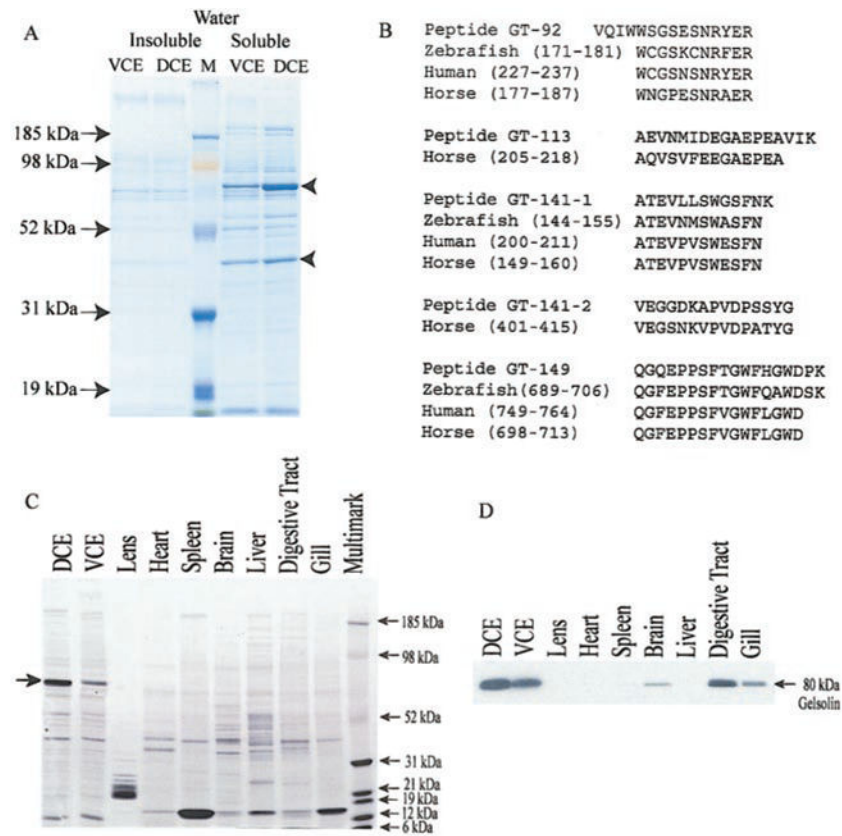 A
Water
Insoluble Soluble
VCE DCE M VCE DCE
185 kDa
98 kDa
52 kDa
31 kDa
19 kDa
B
Peptide GT-92 VQIWWSGSESNRYER
Zebrafish (171-181) WCGSKCNRFER
Human (227-237) WCGSNSNRYER
Horse (177-187) WNGPESNRAER
Peptide GT-113 AEVNMIDEGAEPEAVIK
Horse (205-218) AQVSVFEEGAEPEA
Peptide GT-141-1 ATEVLLSWGSFNK
Zebrafish (144-155) ATEVNMSWASFN
Human (200-211) ATEVPVSWESFN
Horse (149-160) ATEVPVSWESFN
Peptide GT-141-2 VEGGDKAPVDPSSYG
Horse (401-415) VEGSNKVPVDPATYG
Peptide GT-149 QGQEPPSFTGWFHGWDPK
Zebrafish(689-706) QGFEPPSFTGWFQAWDSK
Human (749-764) QGFEPPSFVGWFLGWD
Horse (698-713) QGFEPPSFVGWFLGWD
C
DCE
VCE
Lens
Heart
Spleen
Brain
Liver
Digestive Tract
Gill
Multimark
185 kDa
98 kDa
52 kDa
31 kDa
21 kDa
19 kDa
12 kDa
6 kDa
D
DCE
VCE
Lens
Heart
Spleen
Brain
Liver
Digestive Tract
Gill
80 kDa
Gelsolin